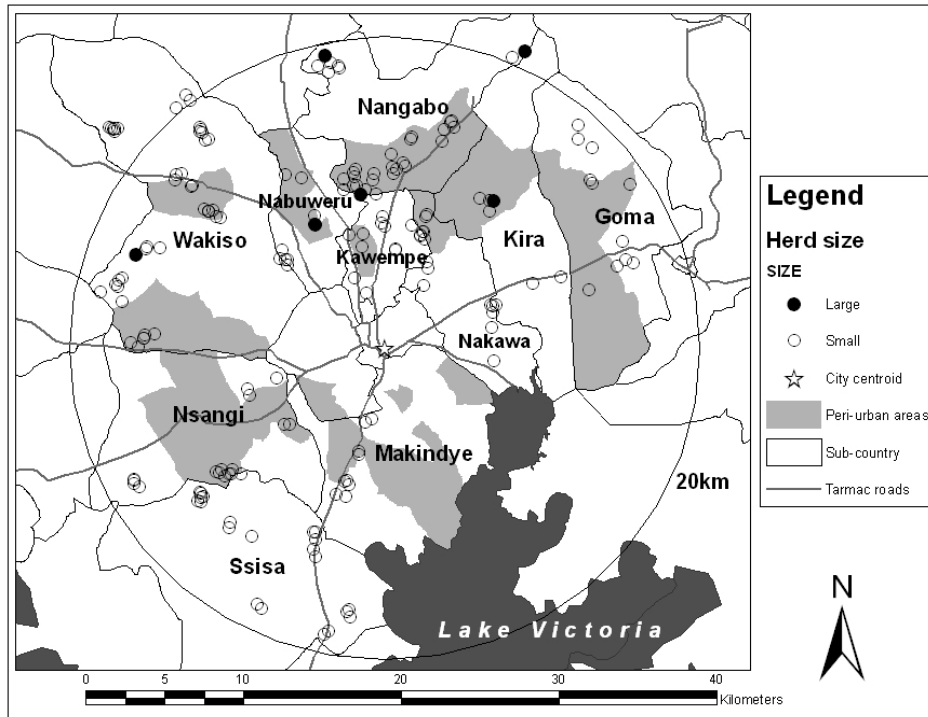 Nangabo
Nabuweru
Goma
Wakiso
Kira
Kawempe
Nakawa
Nsangi
Makindye
20km
Ssisa
Lake Victoria
Legend
Herd size
SIZE
Large
Small
City centroid
Peri-urban areas
Sub-country
Tarmac roads
N
0 5 10 20 30 40
Kilometers